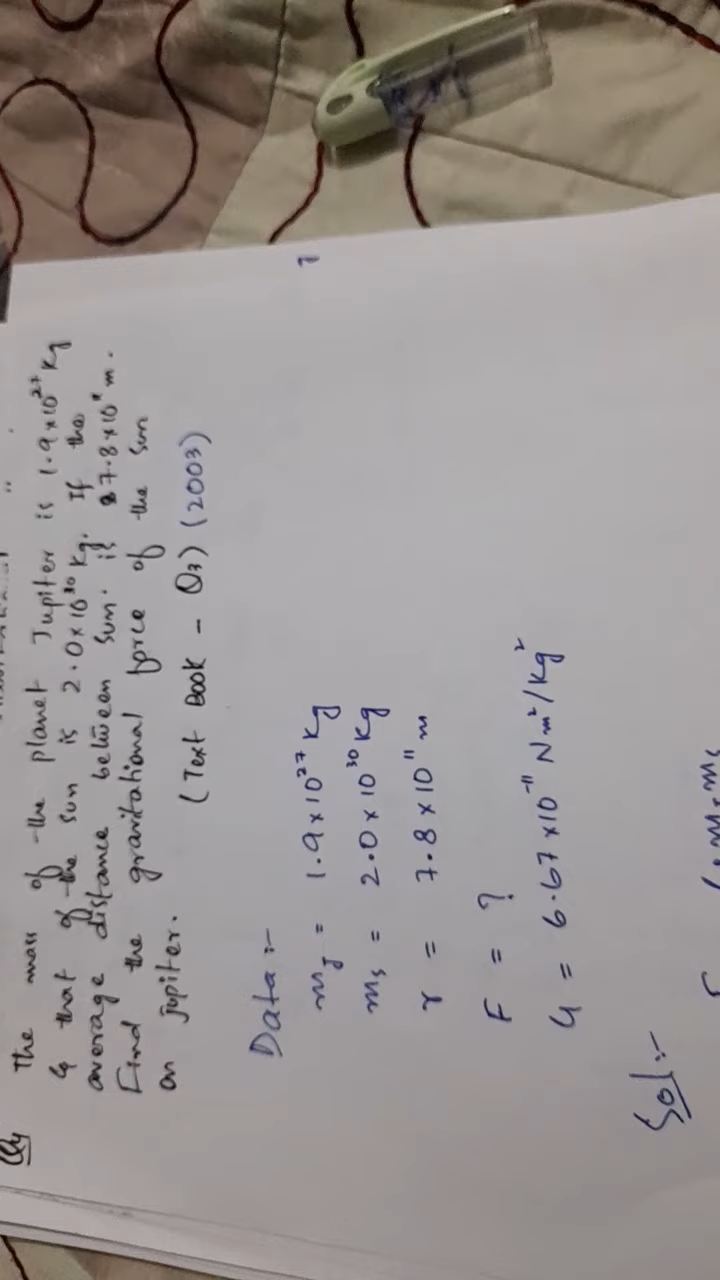 Q4 The mass of the planet Jupiter is 1.9 x 10²⁷ Kg
& that of the sun is 2.0 x 10³⁰ Kg. If the
average distance between sun. is 7.8 x 10¹¹ m.
Find the gravitational force of the sun
on jupiter. (Text Book - Q3) (2003)
Data :-
mJ = 1.9 x 10²⁷ Kg
ms = 2.0 x 10³⁰ Kg
r = 7.8 x 10¹¹ m
F = ?
G = 6.67 x 10⁻¹¹ N m² / Kg²
Sol :-